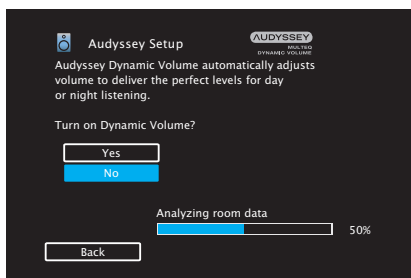 Audyssey Setup
AUDYSSEY
MULTEQ
DYNAMIC VOLUME
Audyssey Dynamic Volume automatically adjusts
volume to deliver the perfect levels for day
or night listening.
Turn on Dynamic Volume?
Yes
No
Analyzing room data
50%
Back